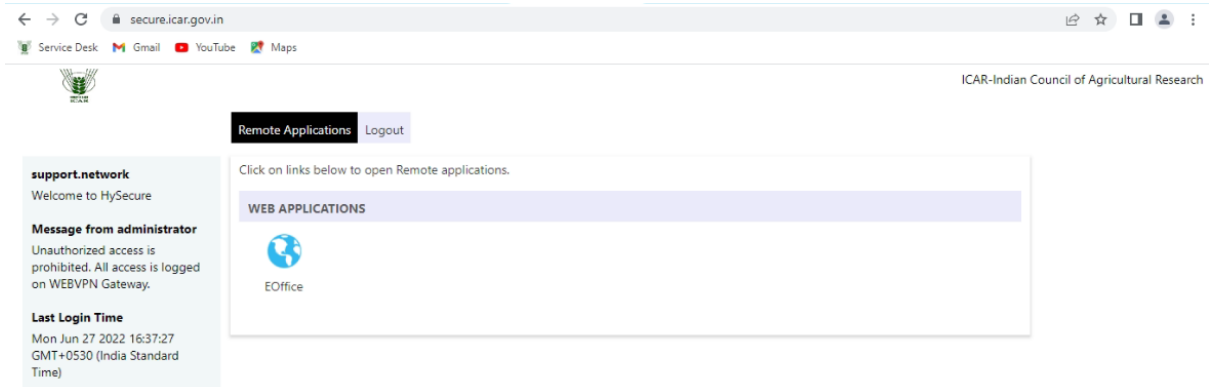 secure.icar.gov.in
Service Desk Gmail YouTube Maps
ICAR
ICAR-Indian Council of Agricultural Research
Remote Applications Logout
support.network
Welcome to HySecure
Message from administrator
Unauthorized access is
prohibited. All access is logged
on WEBVPN Gateway.
Last Login Time
Mon Jun 27 2022 16:37:27
GMT+0530 (India Standard
Time)
Click on links below to open Remote applications.
WEB APPLICATIONS
EOffice